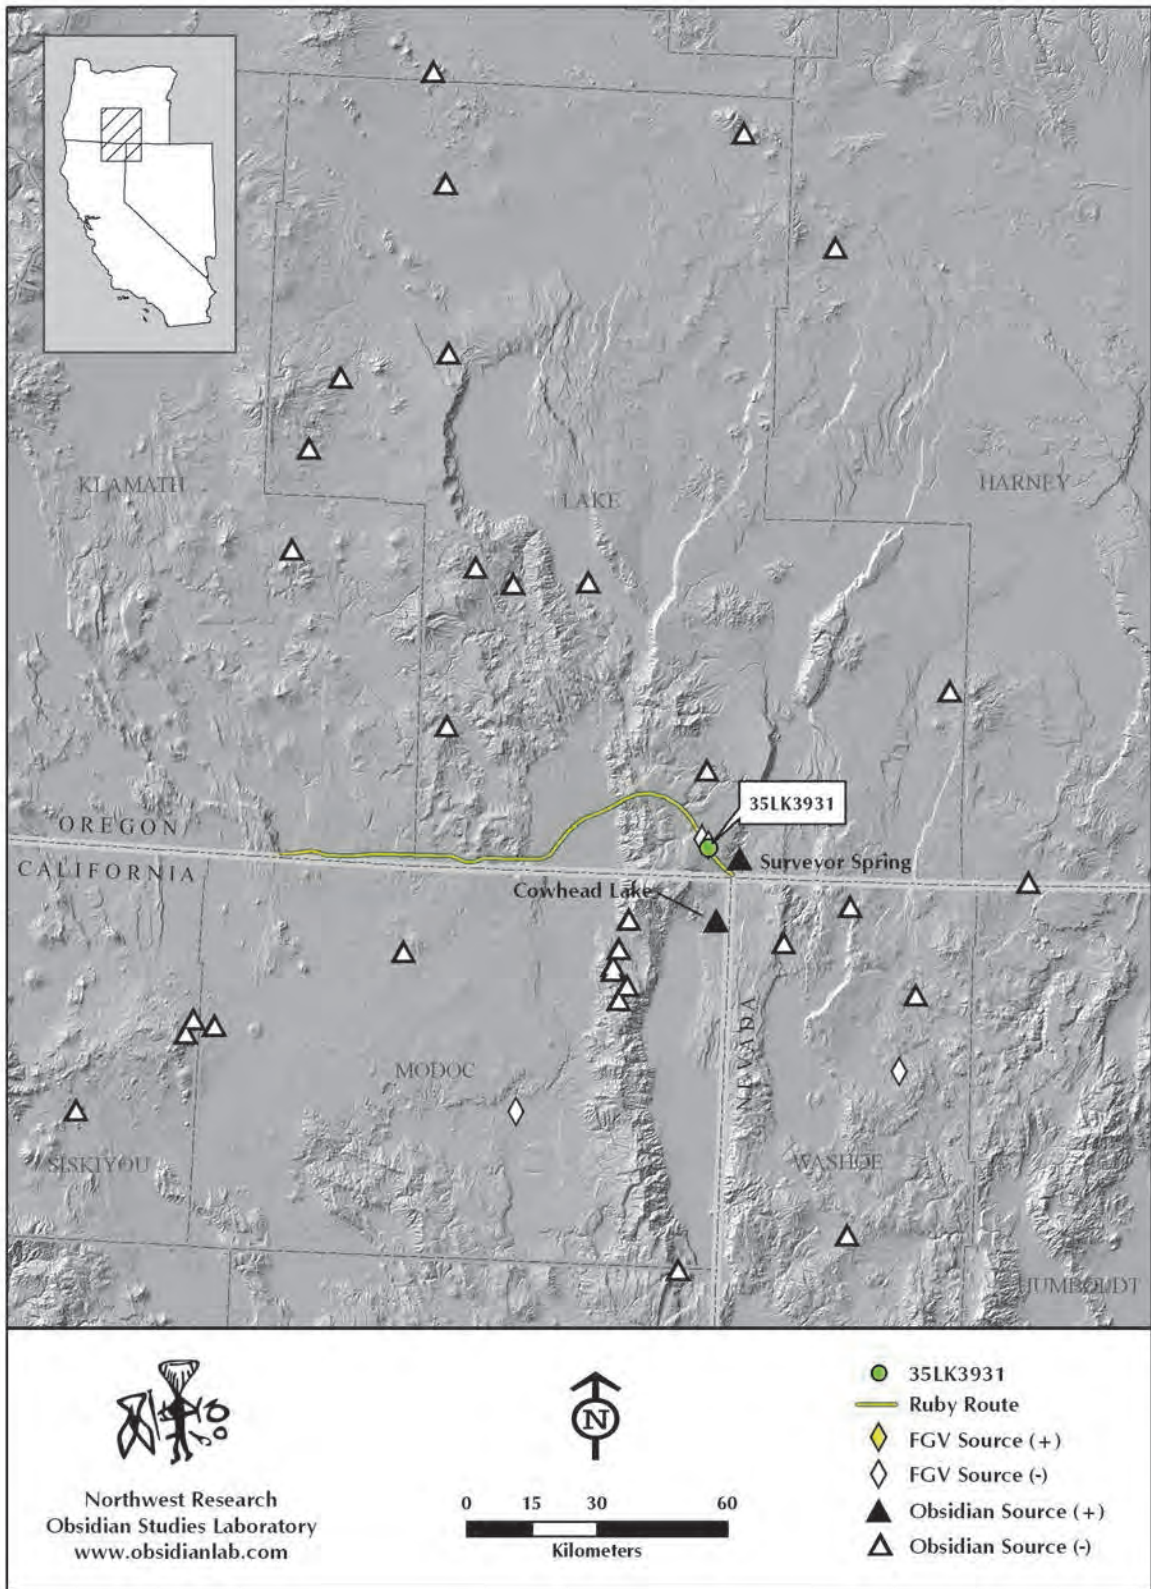 KLAMATH
LAKE
HARNEY
35LK3931
OREGON
CALIFORNIA
Surveyor Spring
Cowhead Lake
NEVADA
MODOC
SISKIYOU
WASHOE
HUMBOLDT
Northwest Research
Obsidian Studies Laboratory
www.obsidianlab.com
N
0 15 30 60
Kilometers
35LK3931
Ruby Route
FGV Source (+)
FGV Source (-)
Obsidian Source (+)
Obsidian Source (-)